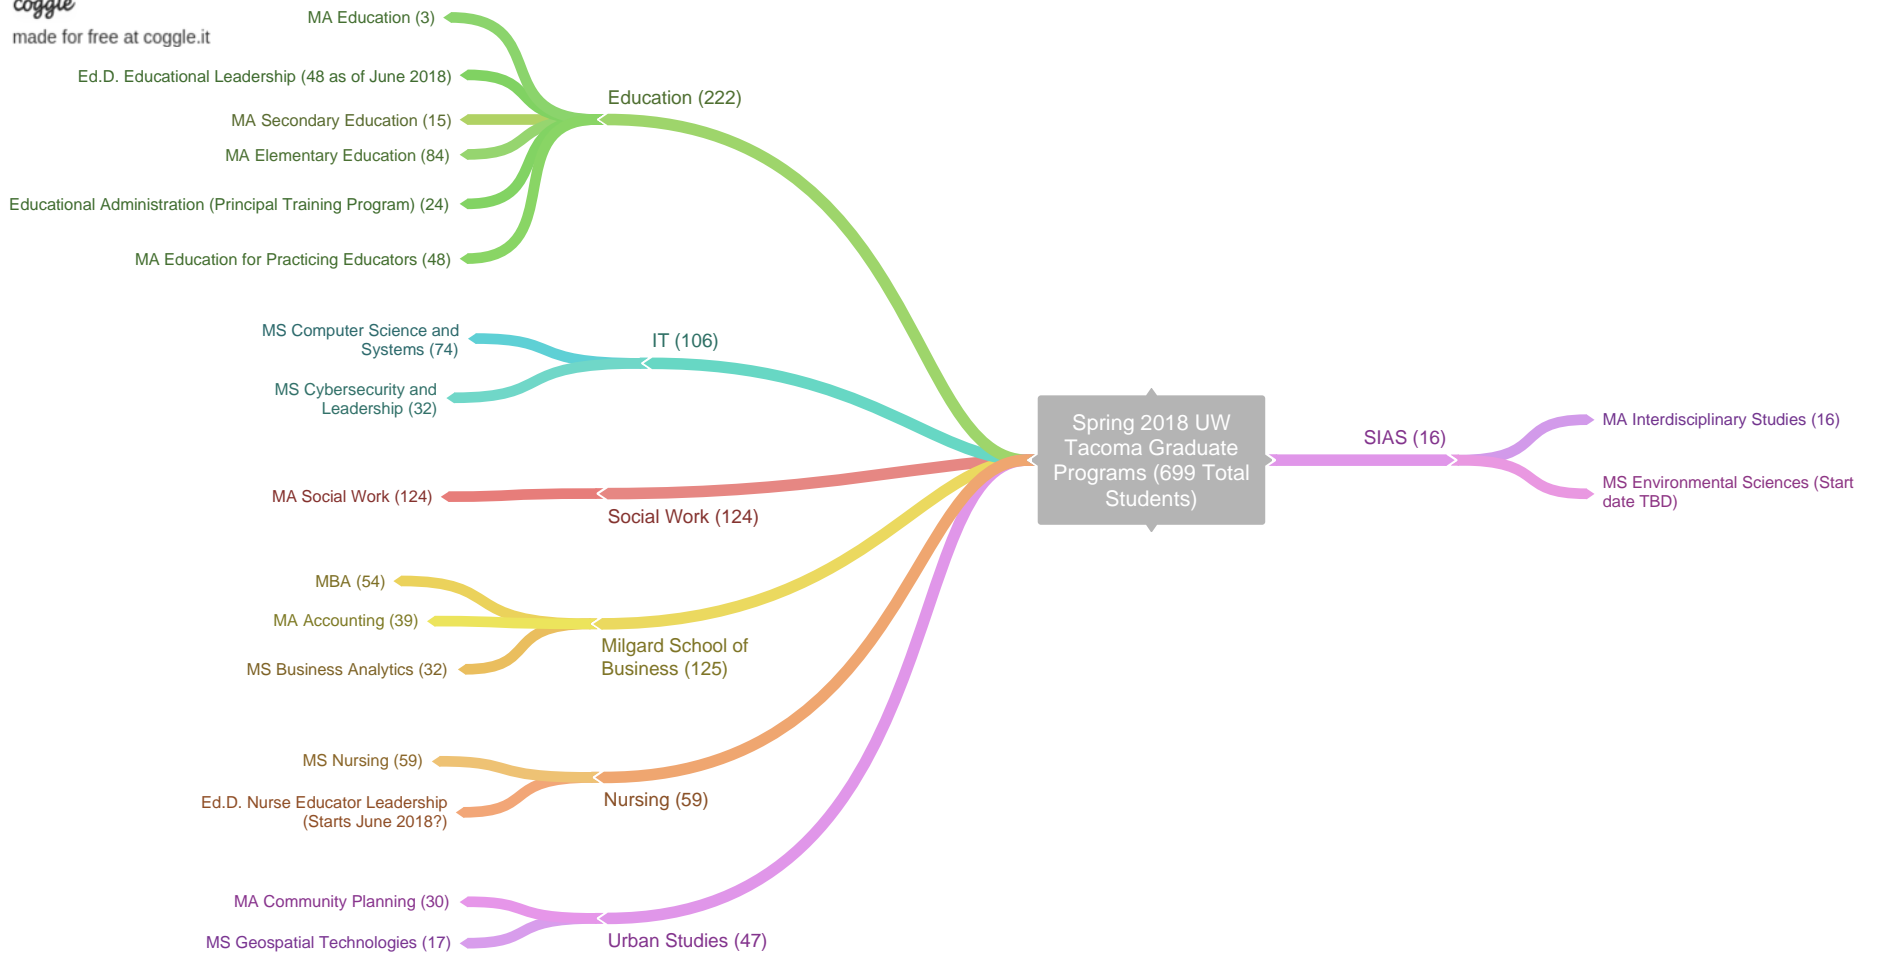 coggle
made for free at coggle.it
MA Education (3)
Ed.D. Educational Leadership (48 as of June 2018)
MA Secondary Education (15)
MA Elementary Education (84)
Educational Administration (Principal Training Program) (24)
MA Education for Practicing Educators (48)
Education (222)
MS Computer Science and
Systems (74)
MS Cybersecurity and
Leadership (32)
IT (106)
MA Social Work (124)
Social Work (124)
MBA (54)
MA Accounting (39)
MS Business Analytics (32)
Milgard School of
Business (125)
MS Nursing (59)
Ed.D. Nurse Educator Leadership
(Starts June 2018?)
Nursing (59)
MA Community Planning (30)
MS Geospatial Technologies (17)
Urban Studies (47)
Spring 2018 UW
Tacoma Graduate
Programs (699 Total
Students)
SIAS (16)
MA Interdisciplinary Studies (16)
MS Environmental Sciences (Start
date TBD)